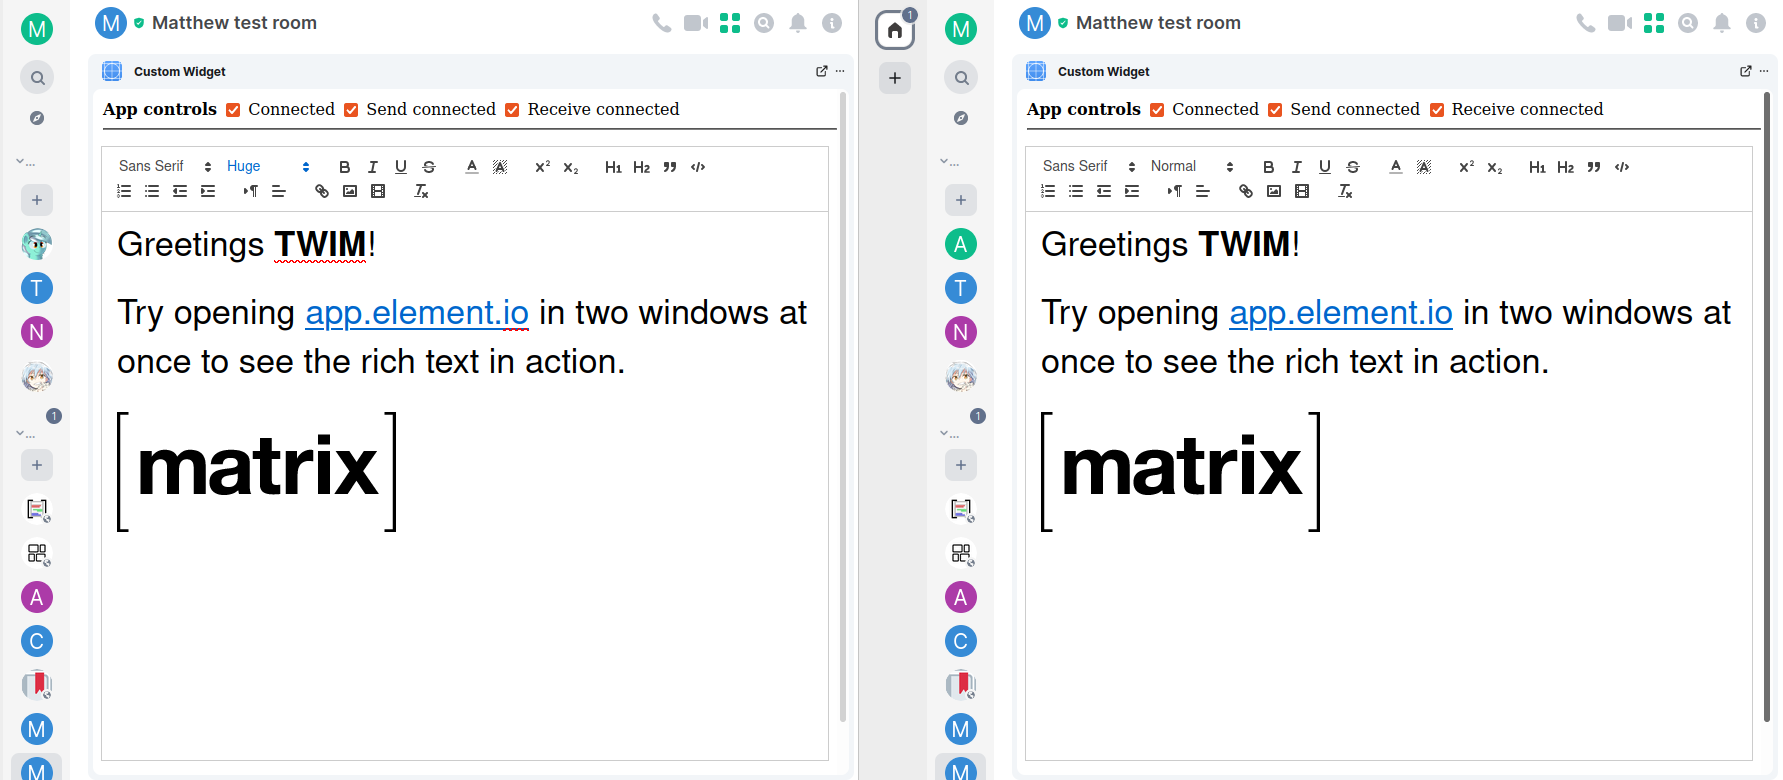 M
T
N
1
A
C
M
M
M Matthew test room
Custom Widget
App controls Connected Send connected Receive connected
Sans Serif Huge B I U S A A X² X₂ H1 H2
Greetings TWIM!
Try opening app.element.io in two windows at
once to see the rich text in action.
[matrix]
1
M
A
T
N
1
A
C
M
M
M Matthew test room
Custom Widget
App controls Connected Send connected Receive connected
Sans Serif Normal B I U S A A X² X₂ H1 H2
Greetings TWIM!
Try opening app.element.io in two windows at
once to see the rich text in action.
[matrix]